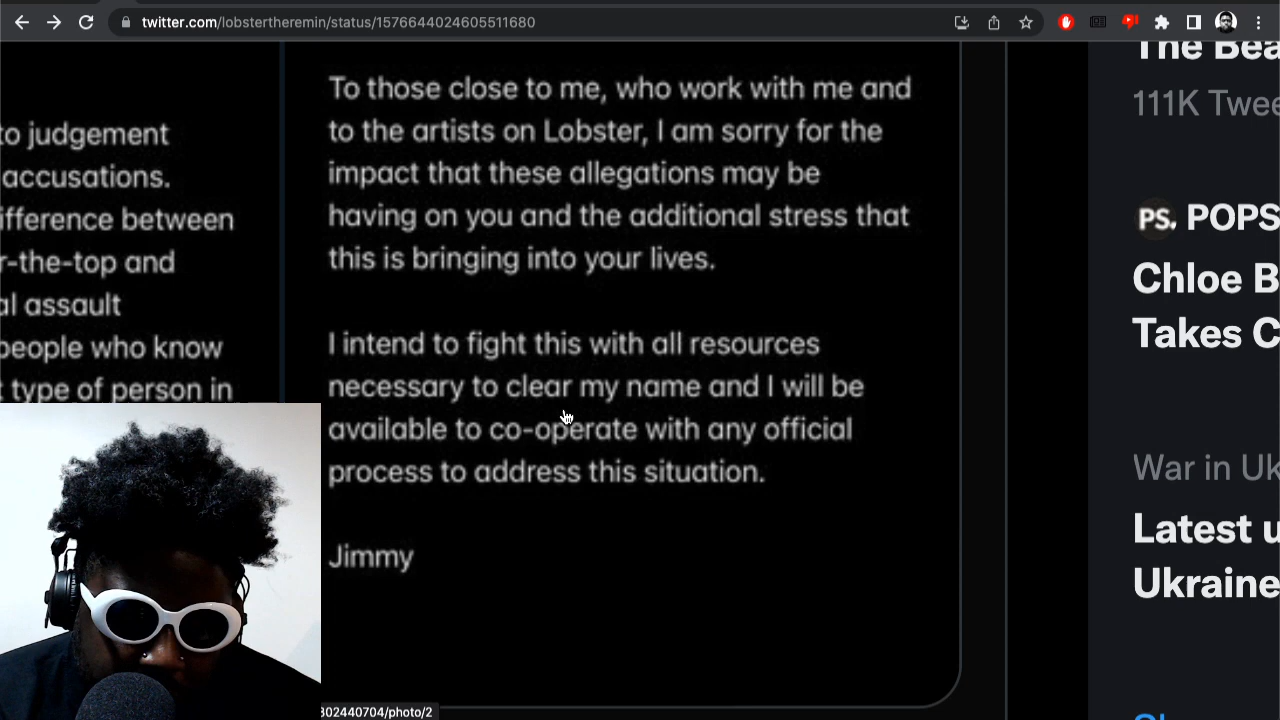 twitter.com/lobstertheremin/status/1576644024605511680
to judgement
accusations.
ifference between
r-the-top and
al assault
people who know
type of person in
To those close to me, who work with me and
to the artists on Lobster, I am sorry for the
impact that these allegations may be
having on you and the additional stress that
this is bringing into your lives.
I intend to fight this with all resources
necessary to clear my name and I will be
available to co-operate with any official
process to address this situation.
Jimmy
The Bea
111K Twee
PS. POPS
Chloe B
Takes C
War in Uk
Latest u
Ukraine
302440704/photo/2